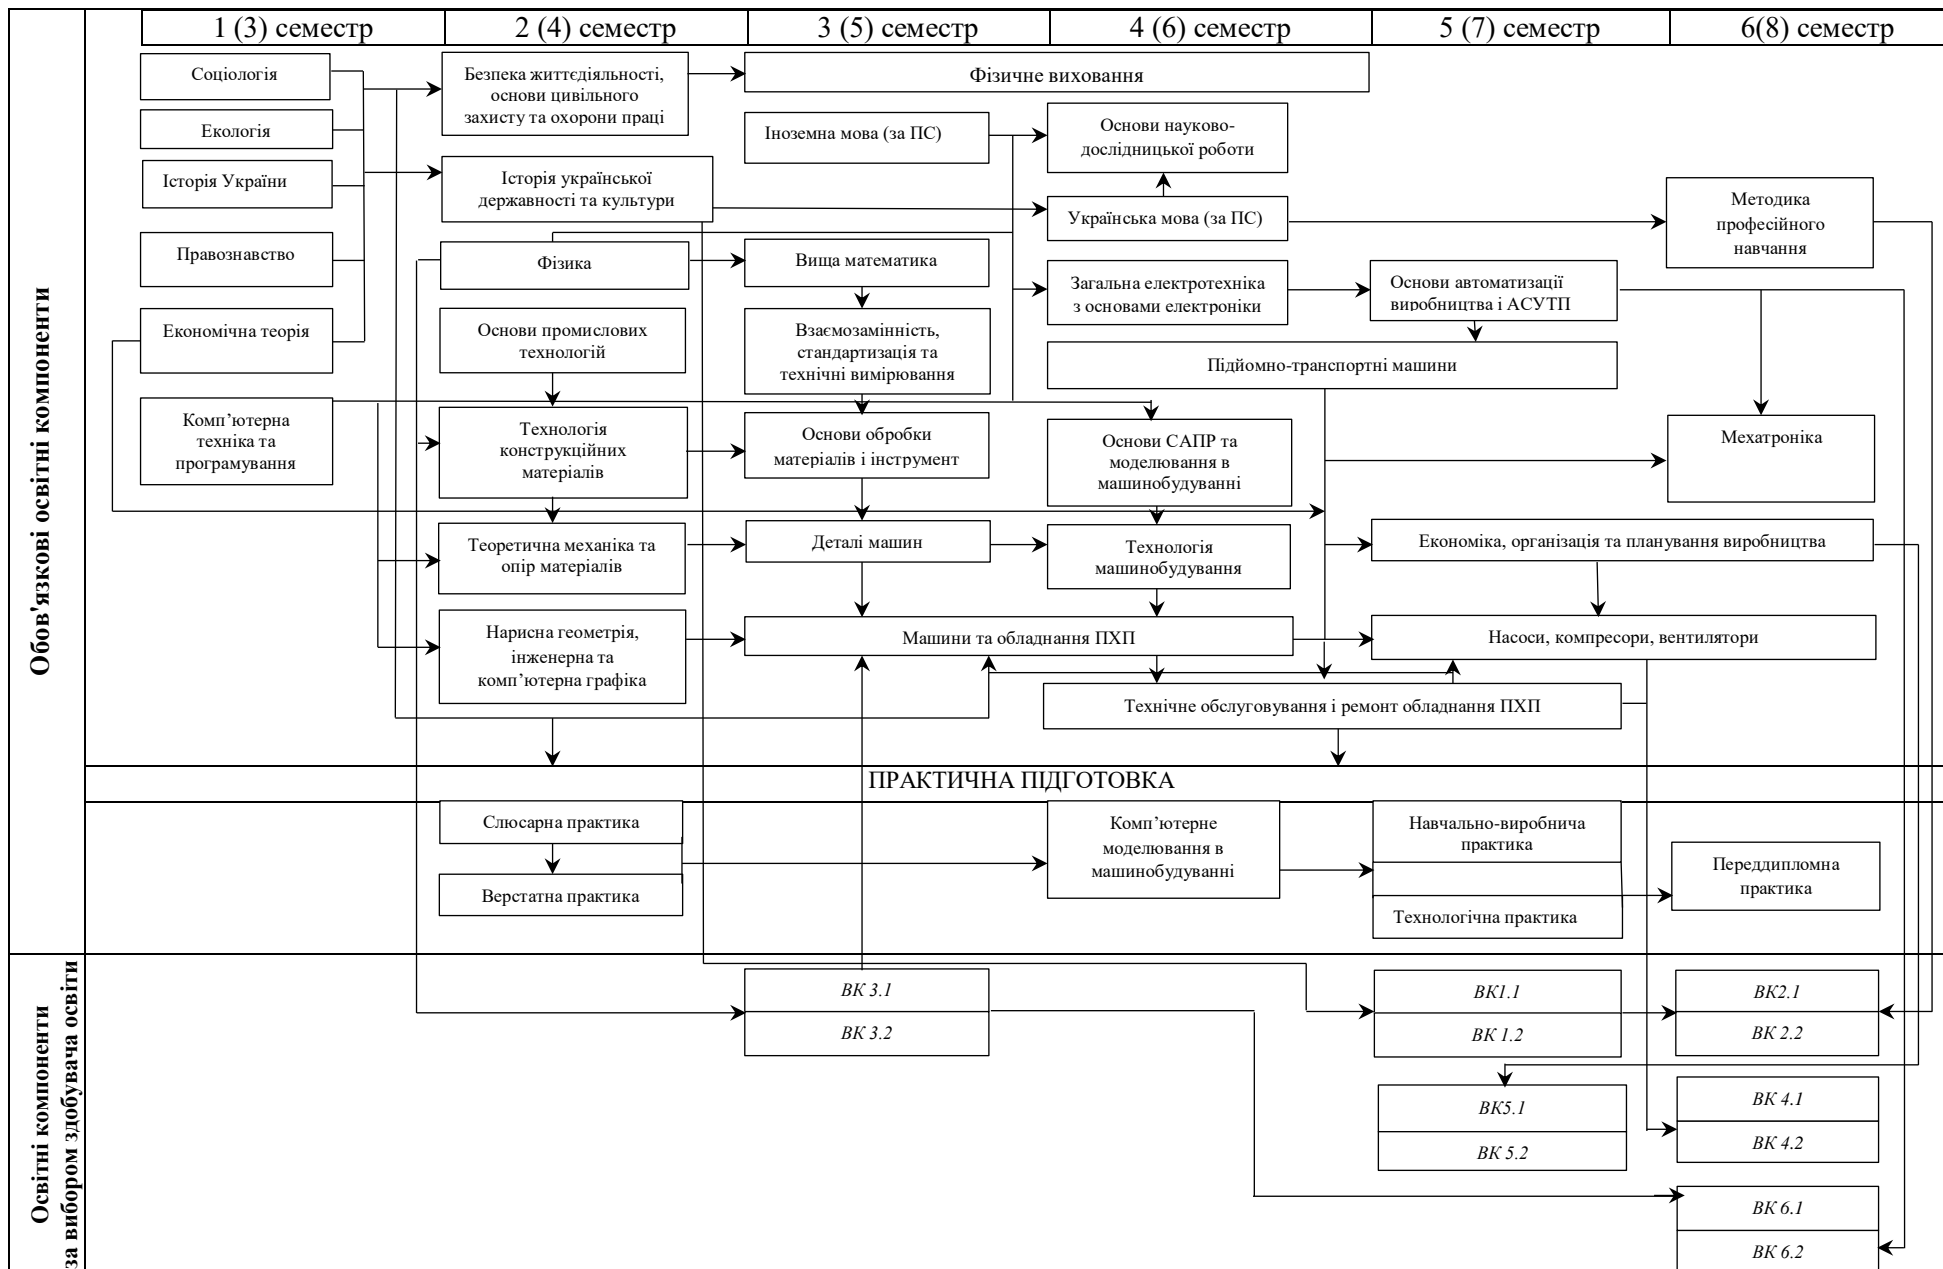 1 (3) семестр
2 (4) семестр
3 (5) семестр
4 (6) семестр
5 (7) семестр
6(8) семестр
Обов'язкові освітні компоненти
Соціологія
Екологія
Історія України
Правознавство
Економічна теорія
Комп’ютерна
техніка та
програмування
Безпека життєдіяльності,
основи цивільного
захисту та охорони праці
Історія української
державності та культури
Фізика
Основи промислових
технологій
Технологія
конструкційних
матеріалів
Теоретична механіка та
опір матеріалів
Нарисна геометрія,
інженерна та
комп’ютерна графіка
Фізичне виховання
Іноземна мова (за ПС)
Вища математика
Взаємозамінність,
стандартизація та
технічні вимірювання
Основи обробки
матеріалів і інструмент
Деталі машин
Машини та обладнання ПХП
Основи науково-
дослідницької роботи
Українська мова (за ПС)
Загальна електротехніка
з основами електроніки
Підйомно-транспортні машини
Основи САПР та
моделювання в
машинобудуванні
Технологія
машинобудування
Технічне обслуговування і ремонт обладнання ПХП
Основи автоматизації
виробництва і АСУТП
Економіка, організація та планування виробництва
Насоси, компресори, вентилятори
Методика
професійного
навчання
Мехатроніка
ПРАКТИЧНА ПІДГОТОВКА
Слюсарна практика
Верстатна практика
Комп’ютерне
моделювання в
машинобудуванні
Навчально-виробнича
практика
Технологічна практика
Переддипломна
практика
Освітні компоненти
за вибором здобувача освіти
ВК 3.1
ВК 3.2
ВК1.1
ВК 1.2
ВК2.1
ВК 2.2
ВК5.1
ВК 5.2
ВК 4.1
ВК 4.2
ВК 6.1
ВК 6.2